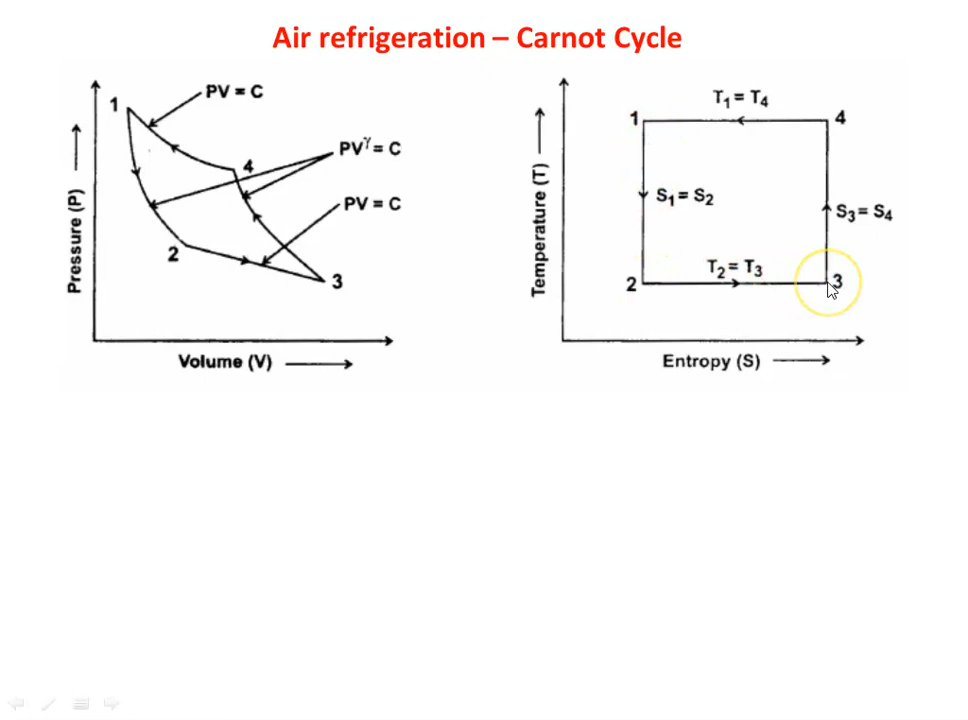 Air refrigeration – Carnot Cycle
1
PV = C
4
PVγ = C
PV = C
2
3
Pressure (P)
Volume (V)
T1 = T4
1
4
S1 = S2
S3 = S4
T2 = T3
2
3
Temperature (T)
Entropy (S)